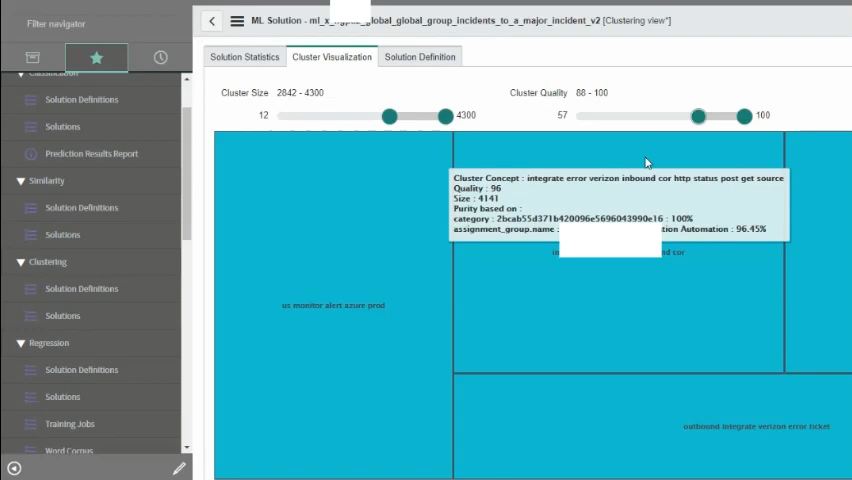 Filter navigator
Classification
Solution Definitions
Solutions
Prediction Results Report
Similarity
Solution Definitions
Solutions
Clustering
Solution Definitions
Solutions
Regression
Solution Definitions
Solutions
Training Jobs
Word Corpus
ML Solution - ml_x_global_global_group_incidents_to_a_major_incident_v2 [Clustering view*]
Solution Statistics
Cluster Visualization
Solution Definition
Cluster Size 2842 - 4300
12 4300
Cluster Quality 88 - 100
57 100
Cluster Concept : integrate error verizon inbound cor http status post get source
Quality : 96
Size : 4141
Purity based on :
category : 2bcab55d371b420096e5696043990e16 : 100%
assignment_group.name : Automation : 96.45%
cor
us monitor alert azure prod
outbound integrate verizon error ticket